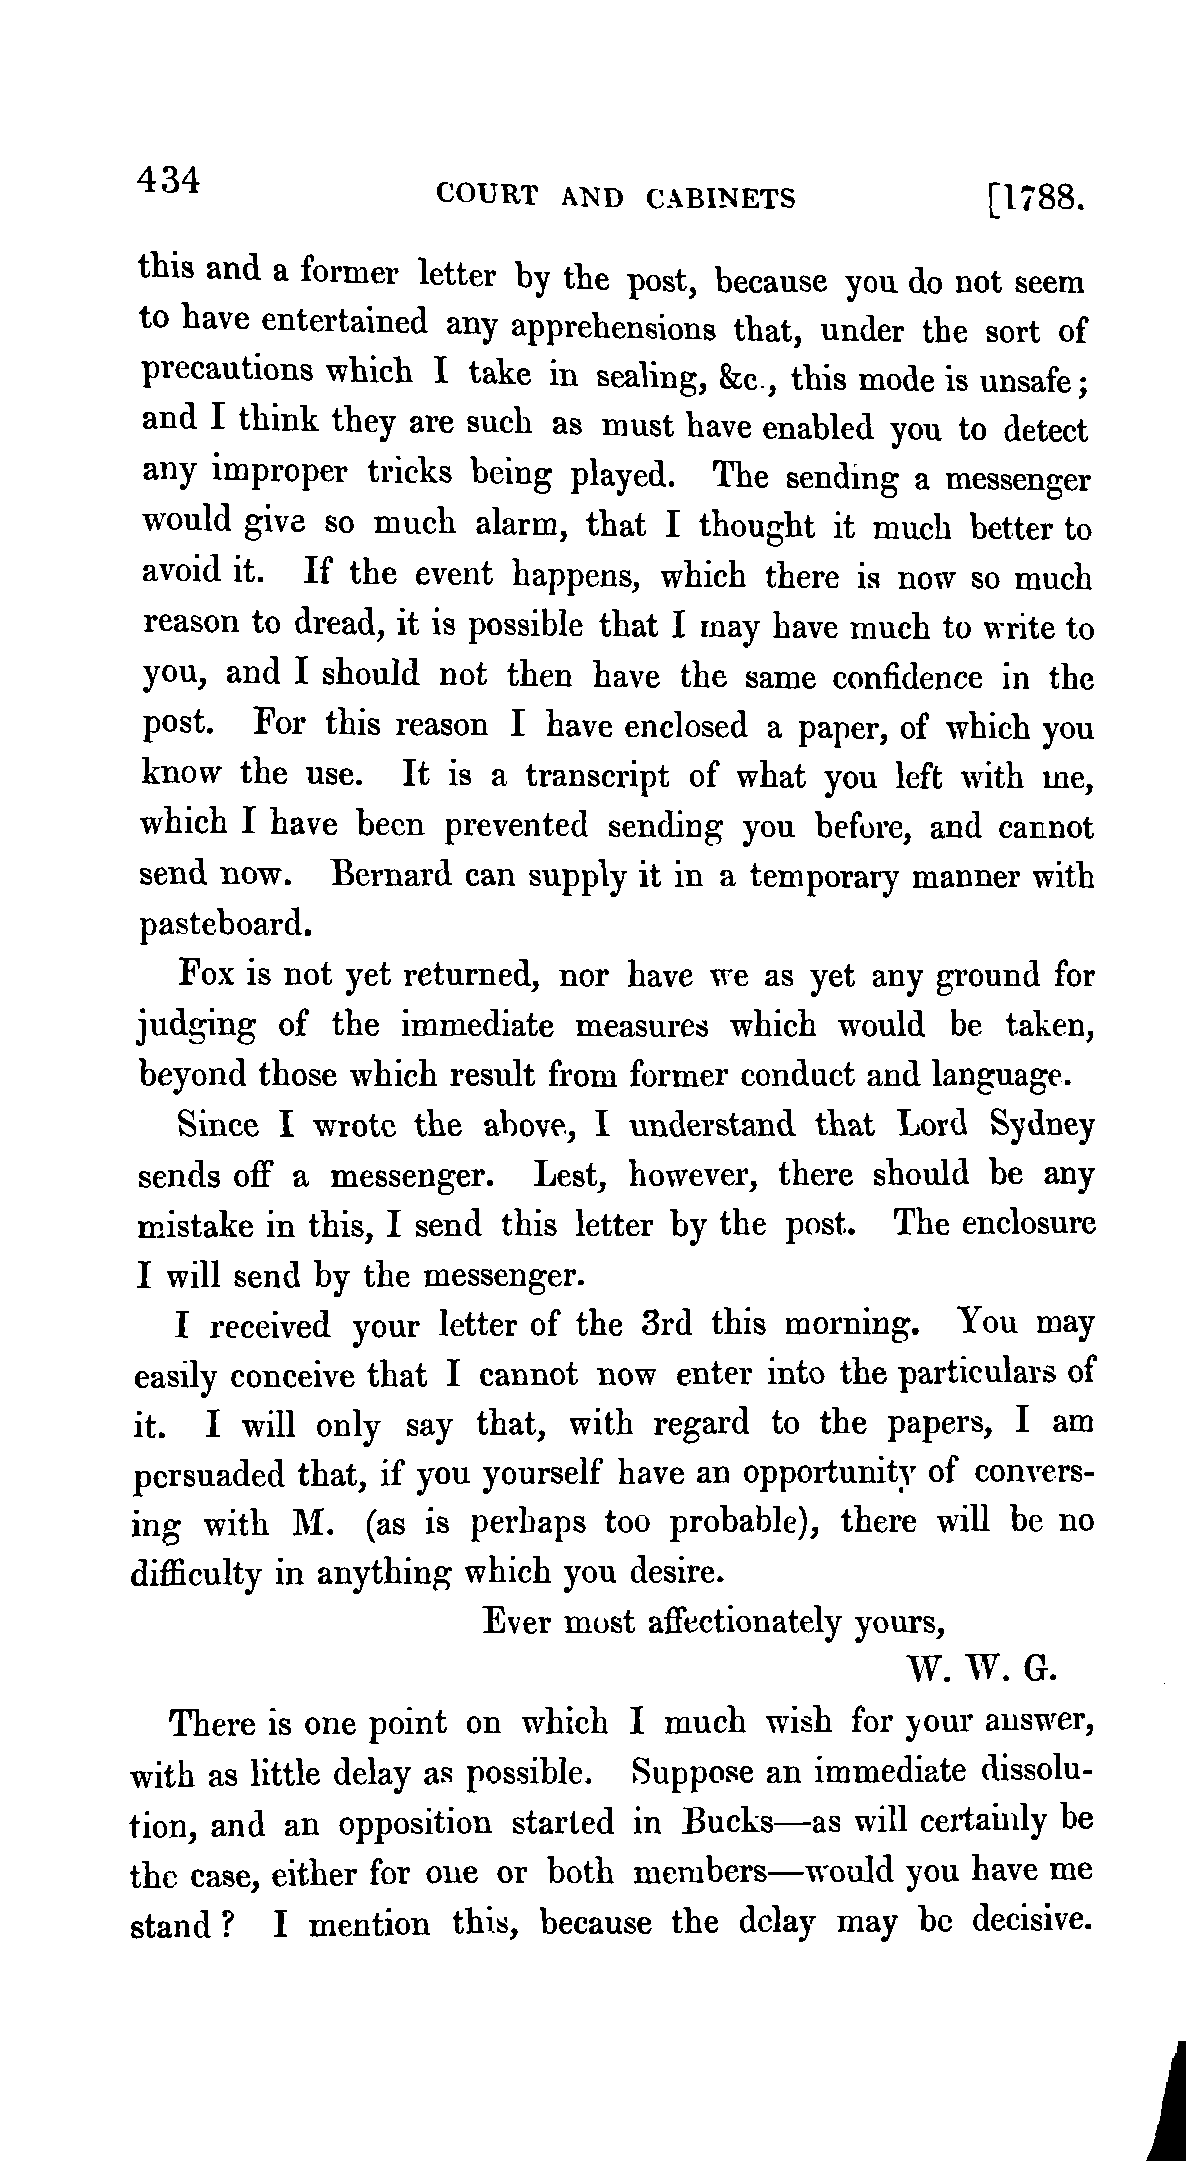 434
COURT AND CABINETS [1788.
this and a former letter by the post, because you do not seem
to have entertained any apprehensions that, under the sort of
precautions which I take in sealing, &c., this mode is unsafe;
and I think they are such as must have enabled you to detect
any improper tricks being played. The sending a messenger
would give so much alarm, that I thought it much better to
avoid it. If the event happens, which there is now so much
reason to dread, it is possible that I may have much to write to
you, and I should not then have the same confidence in the
post. For this reason I have enclosed a paper, of which you
know the use. It is a transcript of what you left with me,
which I have been prevented sending you before, and cannot
send now. Bernard can supply it in a temporary manner with
pasteboard.
Fox is not yet returned, nor have we as yet any ground for
judging of the immediate measures which would be taken,
beyond those which result from former conduct and language.
Since I wrote the above, I understand that Lord Sydney
sends off a messenger. Lest, however, there should be any
mistake in this, I send this letter by the post. The enclosure
I will send by the messenger.
I received your letter of the 3rd this morning. You may
easily conceive that I cannot now enter into the particulars of
it. I will only say that, with regard to the papers, I am
persuaded that, if you yourself have an opportunity of convers-
ing with M. (as is perhaps too probable), there will be no
difficulty in anything which you desire.
Ever most affectionately yours,
W. W. G.
There is one point on which I much wish for your answer,
with as little delay as possible. Suppose an immediate dissolu-
tion, and an opposition started in Bucks—as will certainly be
the case, either for one or both members—would you have me
stand? I mention this, because the delay may be decisive.